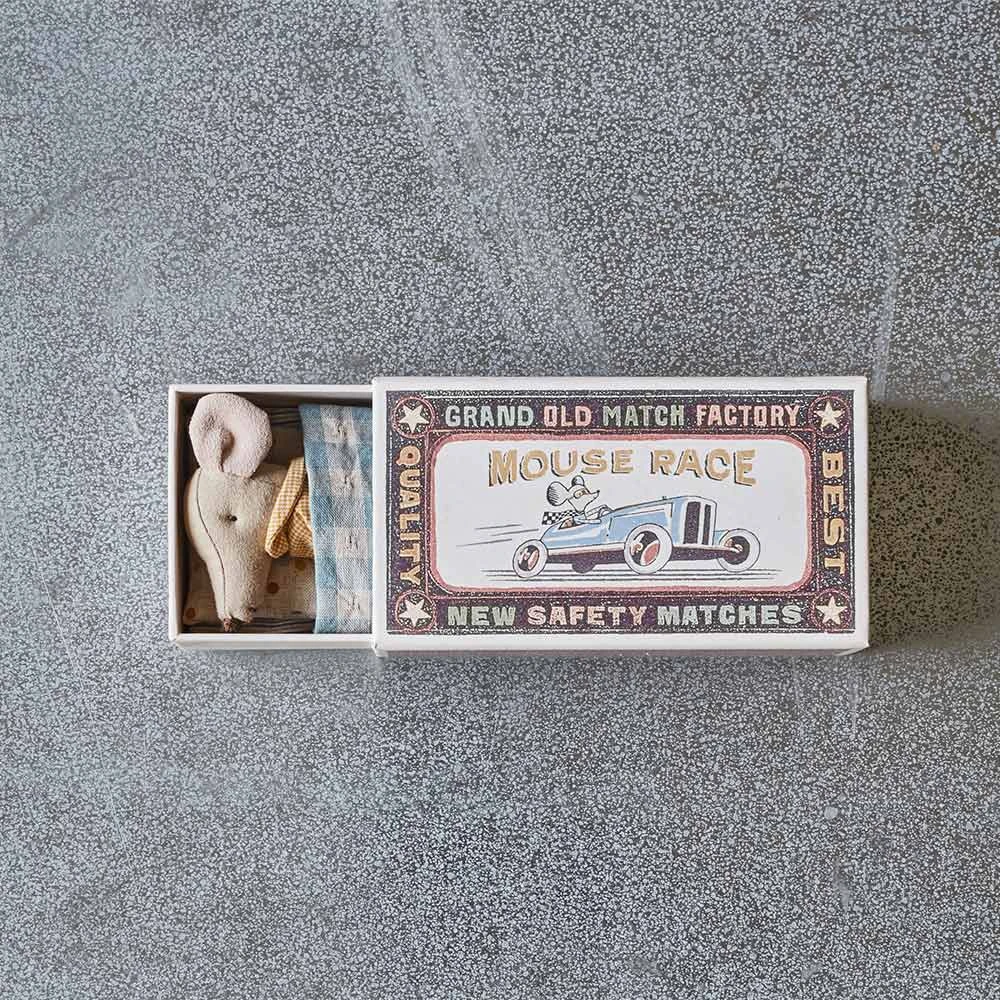 GRAND OLD MATCH FACTORY
QUALITY
MOUSE RACE
BEST
NEW SAFETY MATCHES